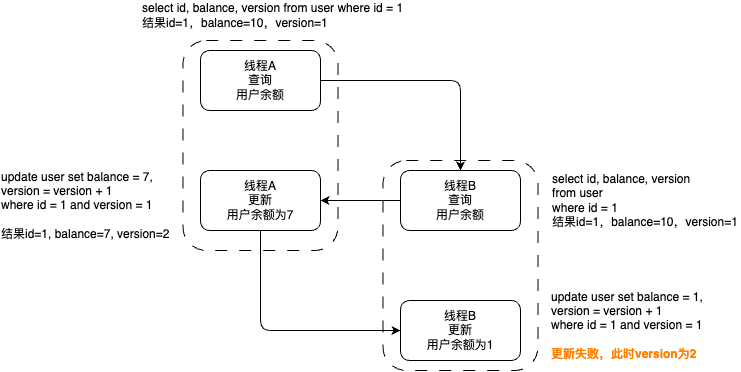 select id, balance, version from user where id = 1
结果id=1，balance=10，version=1
线程A
查询
用户余额
update user set balance = 7,
version = version + 1
where id = 1 and version = 1
结果id=1, balance=7, version=2
线程A
更新
用户余额为7
线程B
查询
用户余额
select id, balance, version
from user
where id = 1
结果id=1，balance=10，version=1
线程B
更新
用户余额为1
update user set balance = 1,
version = version + 1
where id = 1 and version = 1
更新失败，此时version为2